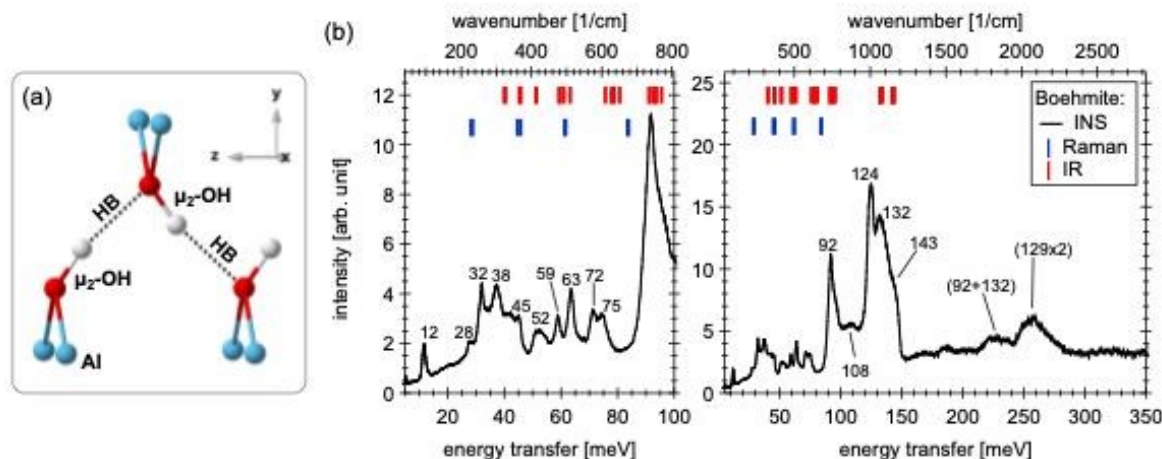 (a)
y
z
x
μ₂-OH
HB
HB
μ₂-OH
Al
(b)
wavenumber [1/cm]
200 400 600 800
12
10
8
6
4
2
0
intensity [arb. unit]
12
28
32
38
45
52
59
63
72
75
20 40 60 80 100
energy transfer [meV]
wavenumber [1/cm]
500 1000 1500 2000 2500
25
20
15
10
5
0
Boehmite:
INS
Raman
IR
92
124
132
143
108
(92+132)
(129x2)
50 100 150 200 250 300 350
energy transfer [meV]